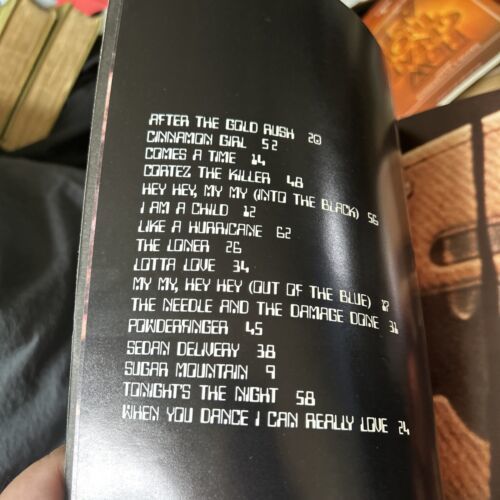 AFTER THE GOLD RUSH 20
CINNAMON GIRL 52
COMES A TIME 14
CORTEZ THE KILLER 48
HEY HEY, MY MY (INTO THE BLACK) 56
I AM A CHILD 12
LIKE A HURRICANE 62
THE LONER 26
LOTTA LOVE 34
MY MY, HEY HEY (OUT OF THE BLUE) 17
THE NEEDLE AND THE DAMAGE DONE 31
POWDERFINGER 45
SEDAN DELIVERY 38
SUGAR MOUNTAIN 9
TONIGHT'S THE NIGHT 58
WHEN YOU DANCE I CAN REALLY LOVE 24